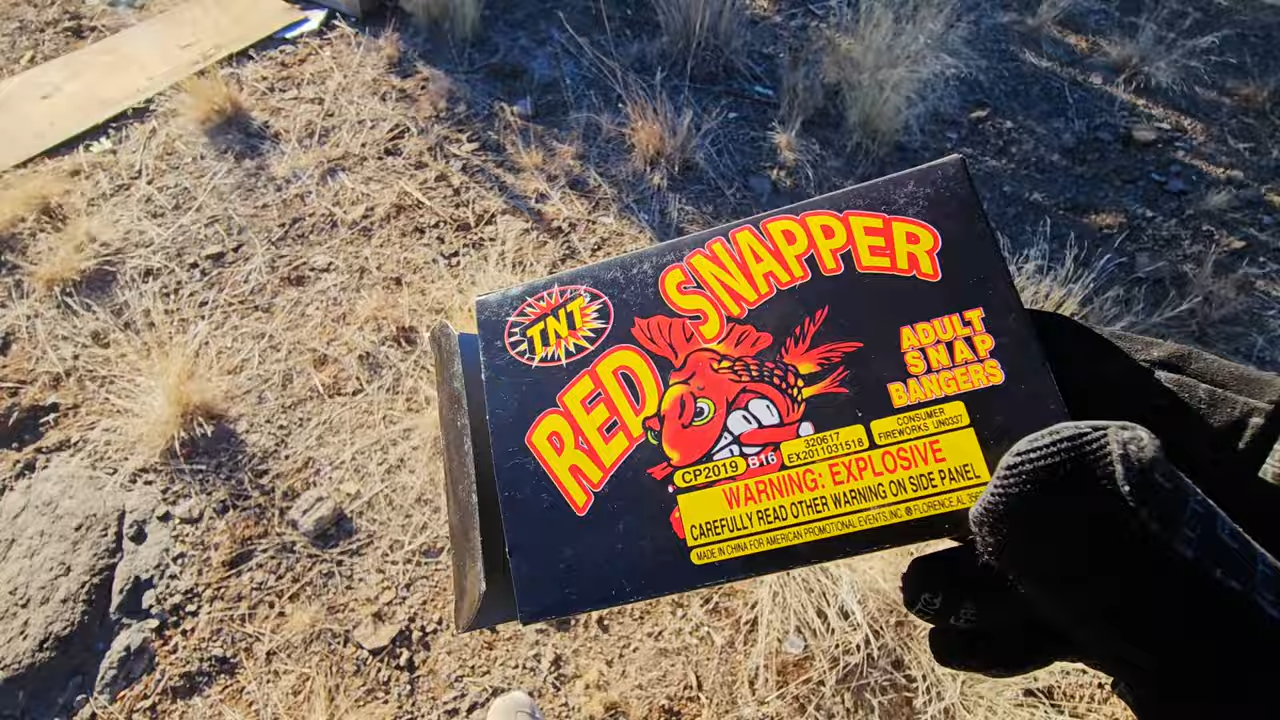 TNT
RED SNAPPER
ADULT
SNAP
BANGERS
CP2019 B16
320617
EX2011031518
CONSUMER
FIREWORKS UN0337
WARNING: EXPLOSIVE
CAREFULLY READ OTHER WARNING ON SIDE PANEL
MADE IN CHINA FOR AMERICAN PROMOTIONAL EVENTS, INC. ® FLORENCE, AL